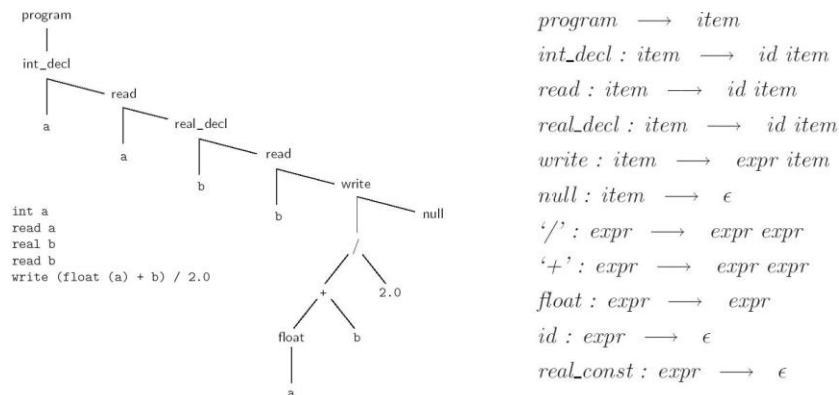 program
int_decl
read
a
real_decl
a
read
b
write
b
null
int a
read a
real b
read b
write (float (a) + b) / 2.0
/
+
2.0
float
b
a
program ⟶ item
int_decl : item ⟶ id item
read : item ⟶ id item
real_decl : item ⟶ id item
write : item ⟶ expr item
null : item ⟶ ϵ
‘/’ : expr ⟶ expr expr
‘+’ : expr ⟶ expr expr
float : expr ⟶ expr
id : expr ⟶ ϵ
real_const : expr ⟶ ϵ